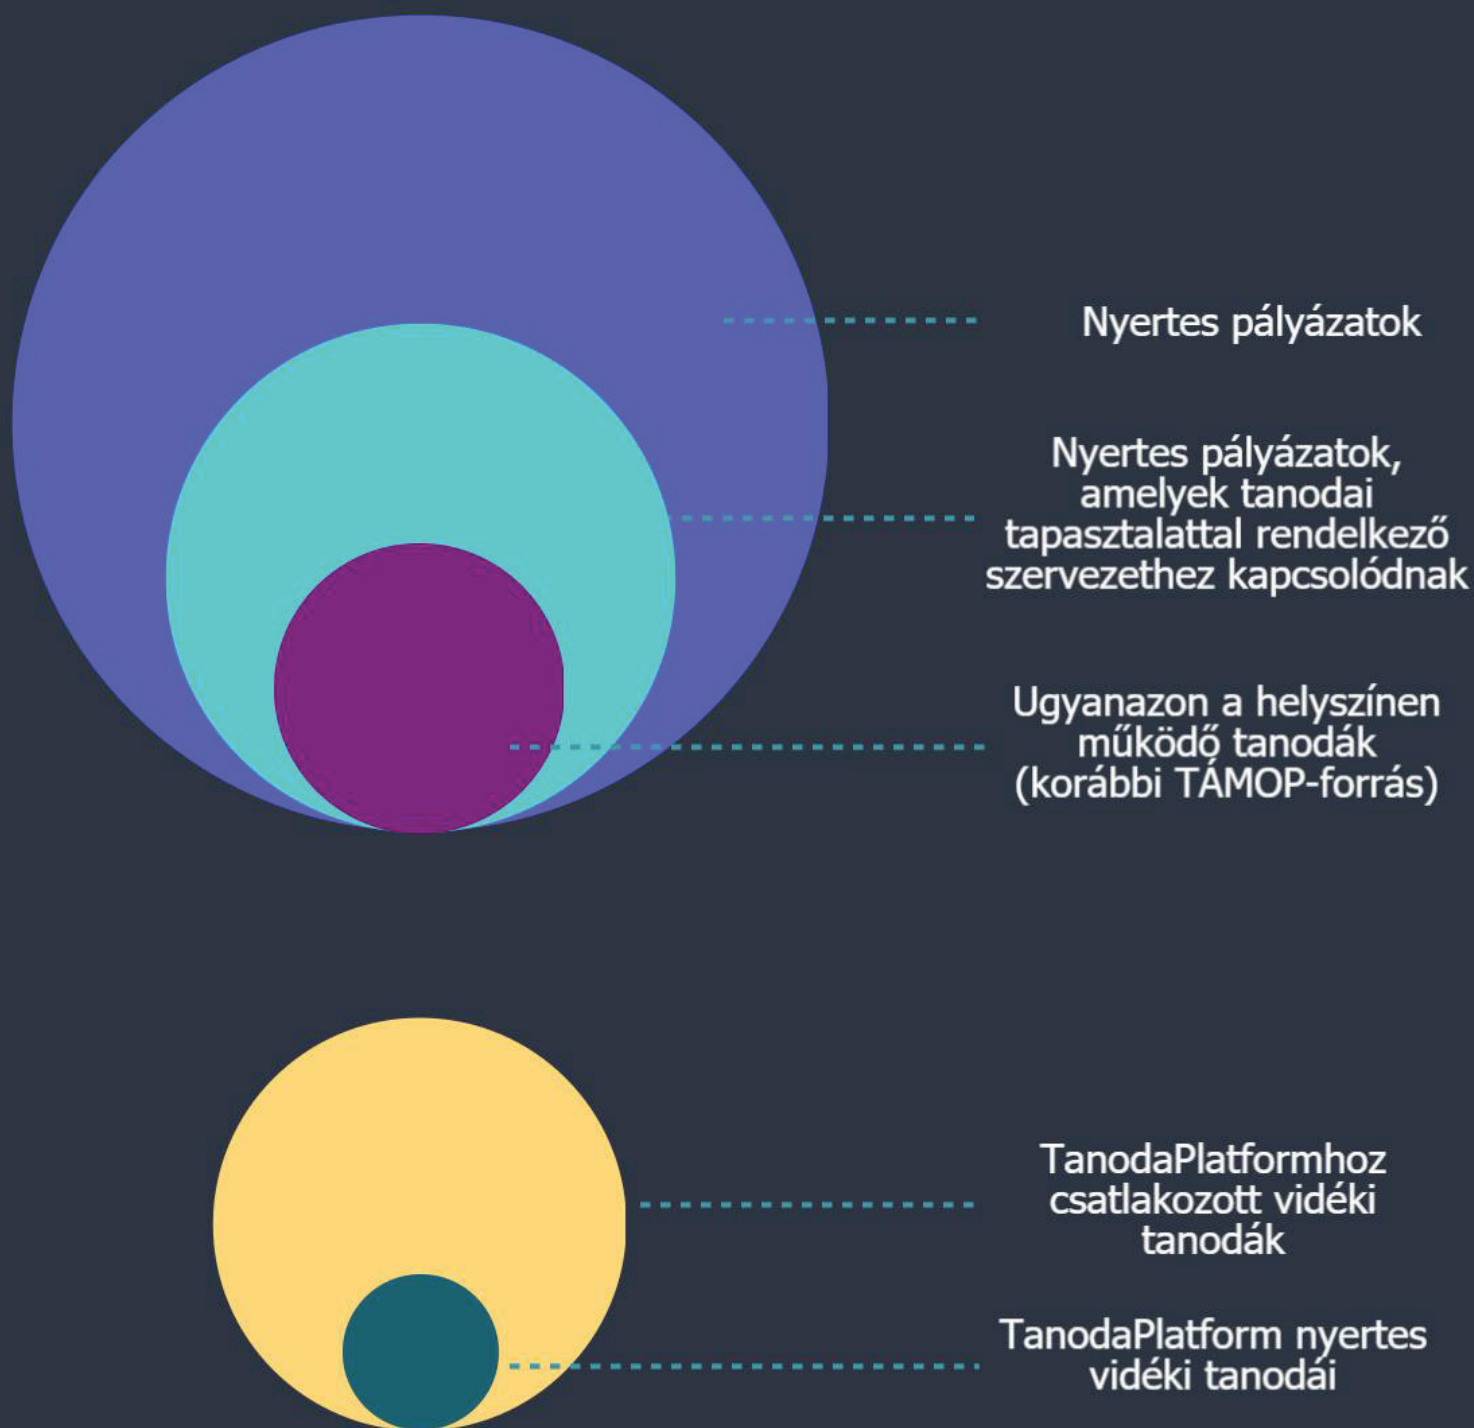 Nyertes pályázatok
Nyertes pályázatok,
amelyek tanodai
tapasztalattal rendelkező
szervezethez kapcsolódnak
Ugyanazon a helyszínen
működő tanodák
(korábbi TÁMOP-forrás)
TanodaPlatformhoz
csatlakozott vidéki
tanodák
TanodaPlatform nyertes
vidéki tanodái